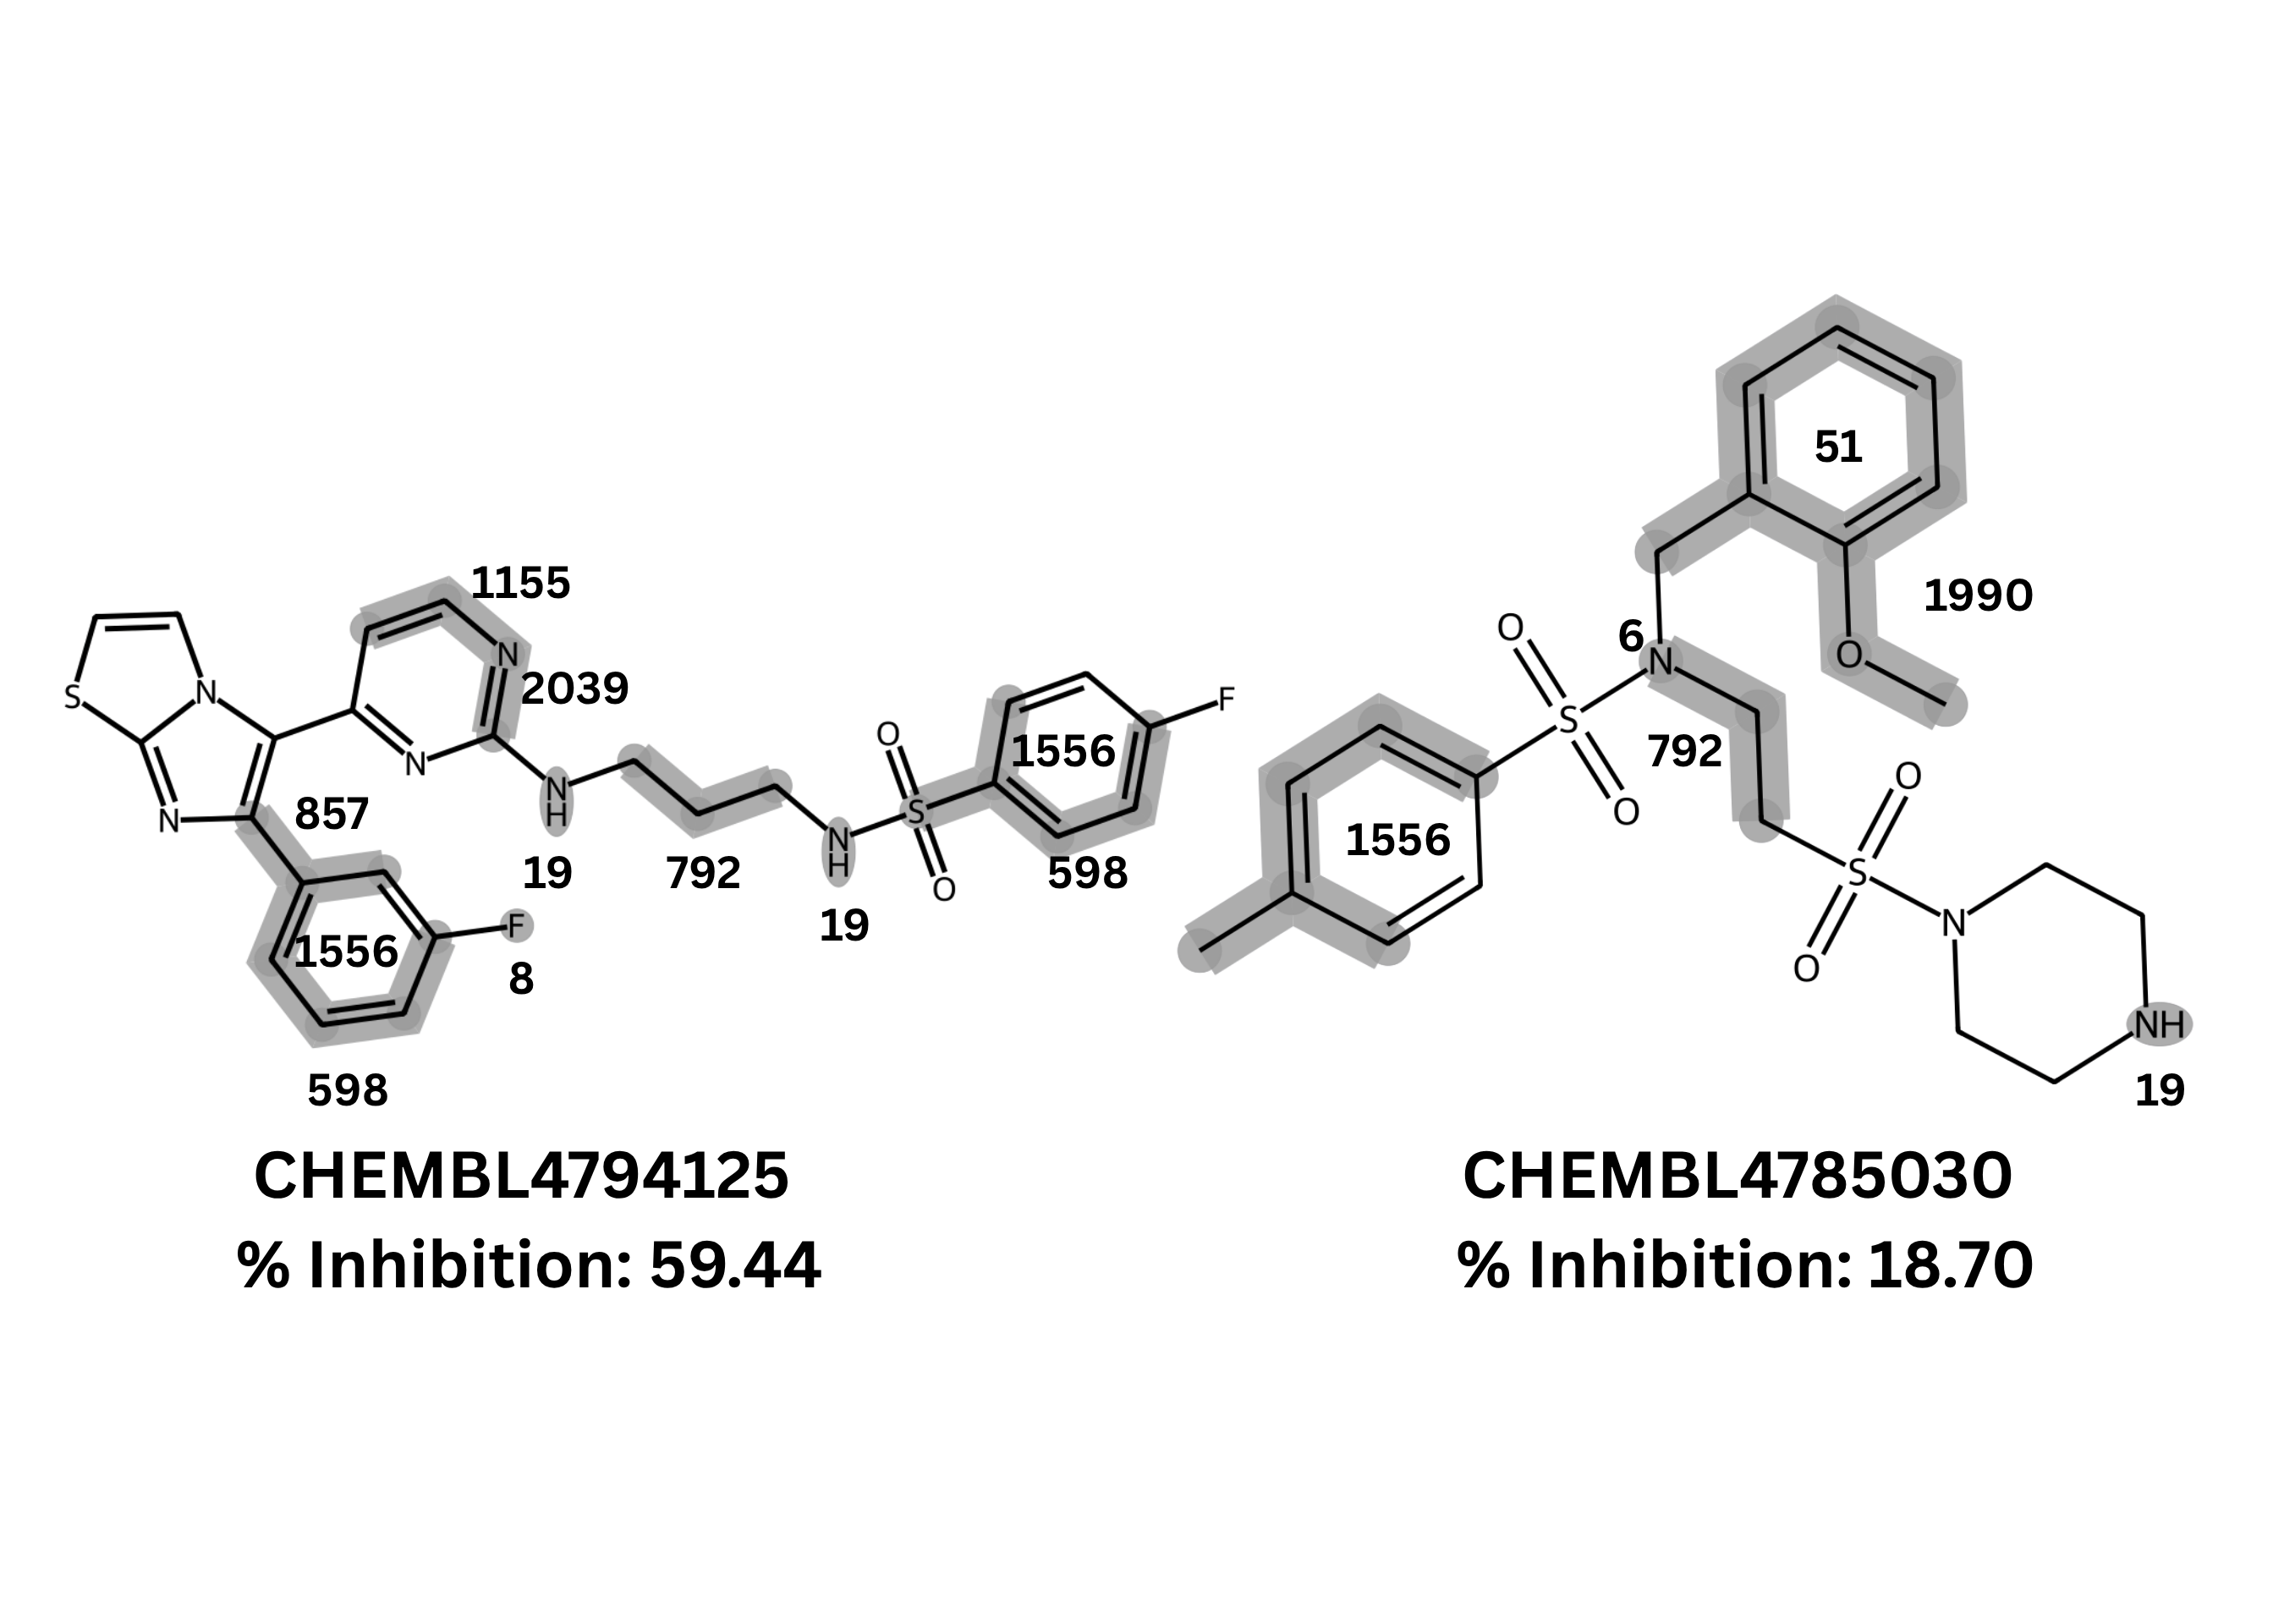 51
1155
1990
O
6
N
N
O
2039
S
N
F
S
O
S
792
1556
O
N
O
N
H
O
857
N
S
1556
N
H
19
792
598
S
O
N
F
19
N
1556
8
O
NH
598
19
CHEMBL4794125
CHEMBL4785030
% Inhibition: 59.44
% Inhibition: 18.70